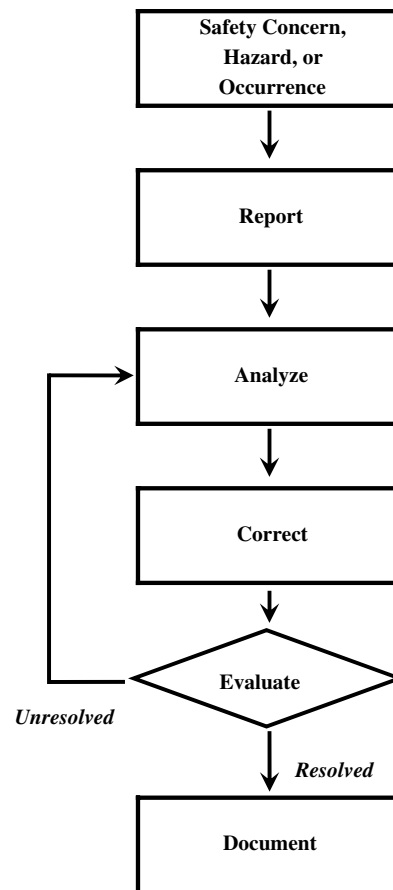 Safety Concern,
Hazard, or
Occurrence
Report
Analyze
Correct
Evaluate
Unresolved
Resolved
Document